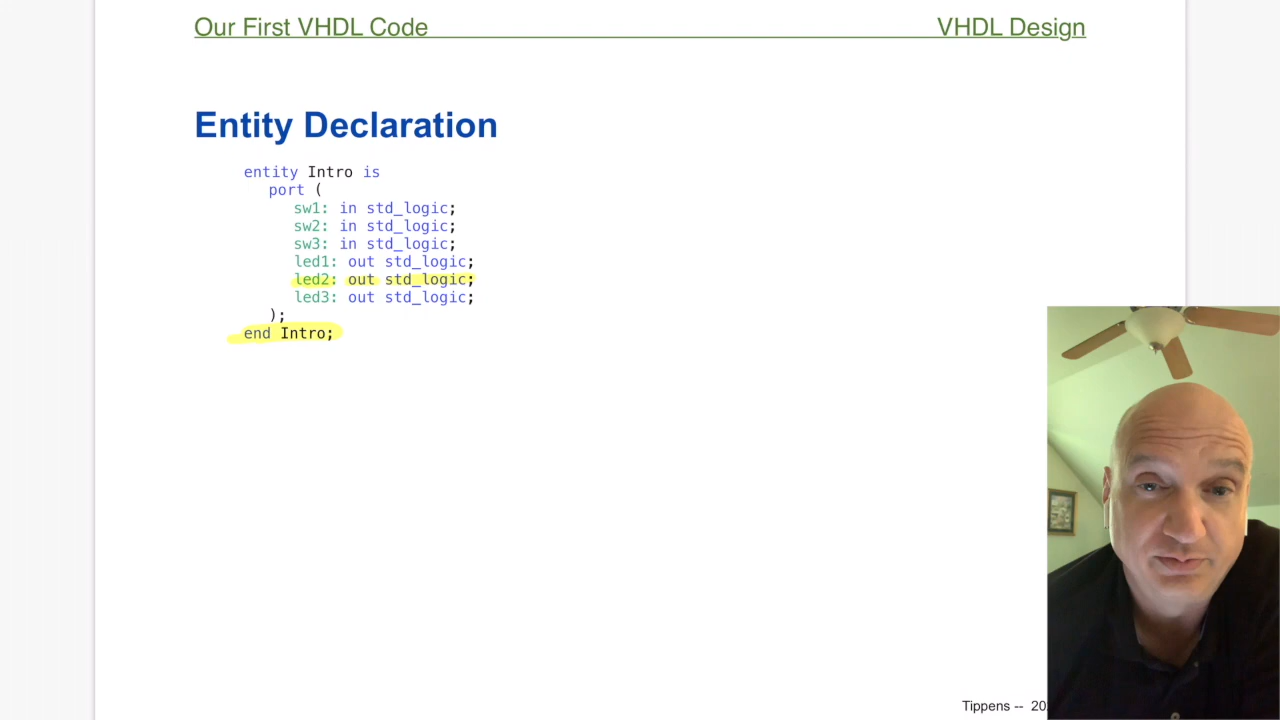 Our First VHDL Code VHDL Design
Entity Declaration
entity Intro is
port (
sw1: in std_logic;
sw2: in std_logic;
sw3: in std_logic;
led1: out std_logic;
led2: out std_logic;
led3: out std_logic;
);
end Intro;
Tippens --